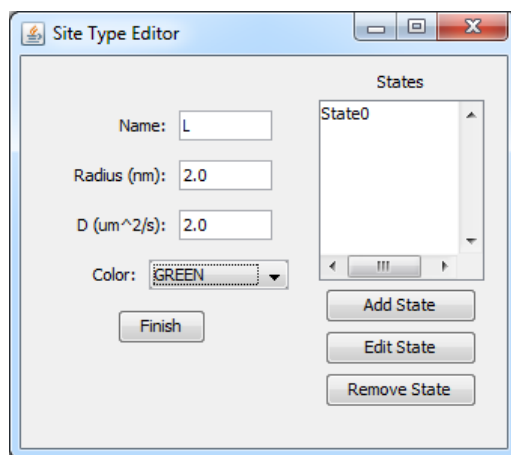 Site Type Editor
States
State0
Name: L
Radius (nm): 2.0
D (um^2/s): 2.0
Color: GREEN
Finish
Add State
Edit State
Remove State